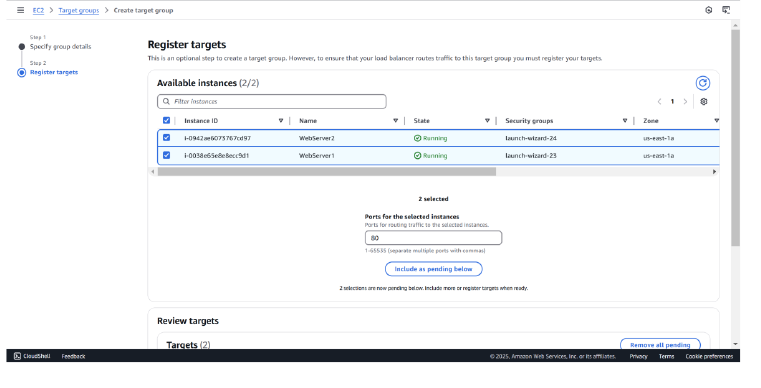 EC2 > Target groups > Create target group
Step 1
Specify group details
Step 2
Register targets
Register targets
This is an optional step to create a target group. However, to ensure that your load balancer routes traffic to this target group you must register your targets.
Available instances (2/2)
Filter instances
1
Instance ID Name State Security groups Zone
i-0942ae6073767cd97 WebServer2 Running launch-wizard-24 us-east-1a
i-0038e65e8e8ecc9d1 WebServer1 Running launch-wizard-23 us-east-1a
2 selected
Ports for the selected instances
Ports for routing traffic to the selected instances.
80
1-65535 (separate multiple ports with commas)
Include as pending below
2 selections are now pending below. Include more or register targets when ready.
Review targets
Targets (2) Remove all pending
CloudShell Feedback © 2025, Amazon Web Services, Inc. or its affiliates. Privacy Terms Cookie preferences